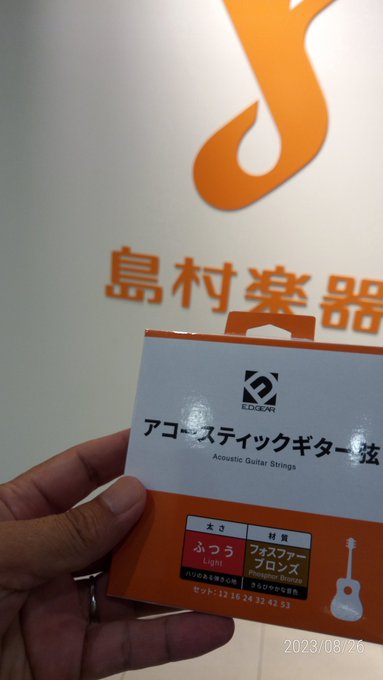 島村楽器
E.D.GEAR
アコースティックギター弦
Acoustic Guitar Strings
太さ
ふつう
Light
ハリのある弾き心地
材質
フォスファー
ブロンズ
Phosphor Bronze
きらびやかな音色
セット: 12 16 24 32 42 53
2023/08/26